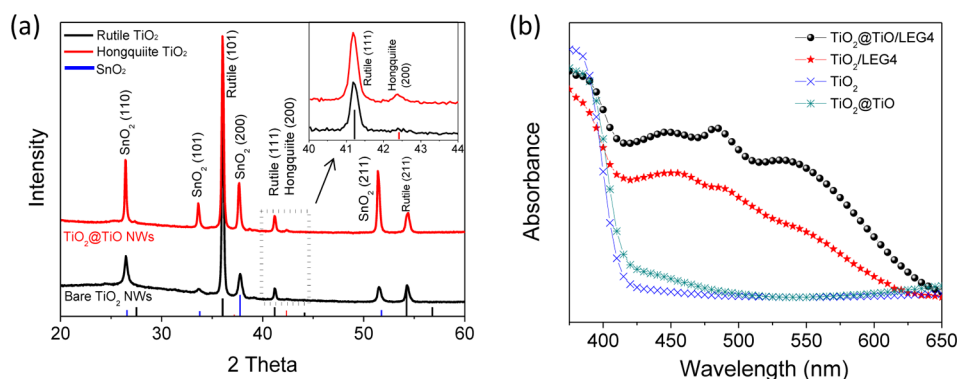 (a)
Rutile TiO₂
Hongquiite TiO₂
SnO₂
Intensity
SnO₂ (110)
SnO₂ (101)
Rutile (101)
SnO₂ (200)
Rutile (111)
Hongquiite (200)
SnO₂ (211)
Rutile (211)
TiO₂@TiO NWs
Bare TiO₂ NWs
Rutile (111)
Hongquiite
(200)
40 41 42 43 44
20 30 40 50 60
2 Theta
(b)
TiO₂@TiO/LEG4
TiO₂/LEG4
TiO₂
TiO₂@TiO
Absorbance
400 450 500 550 600 650
Wavelength (nm)